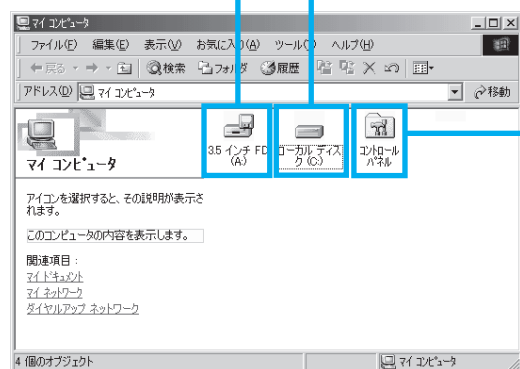 マイ コンピュータ
ファイル(F) 編集(E) 表示(V) お気に入り(A) ツール(T) ヘルプ(H)
戻る 検索 フォルダ 履歴
アドレス(D) マイ コンピュータ 移動
マイ コンピュータ
3.5 インチ FD (A:)
ローカル ディスク (C:)
コントロール パネル
アイコンを選択すると、その説明が表示さ
れます。
このコンピュータの内容を表示します。
関連項目:
マイ ドキュメント
マイ ネットワーク
ダイヤルアップ ネットワーク
4 個のオブジェクト マイ コンピュータ